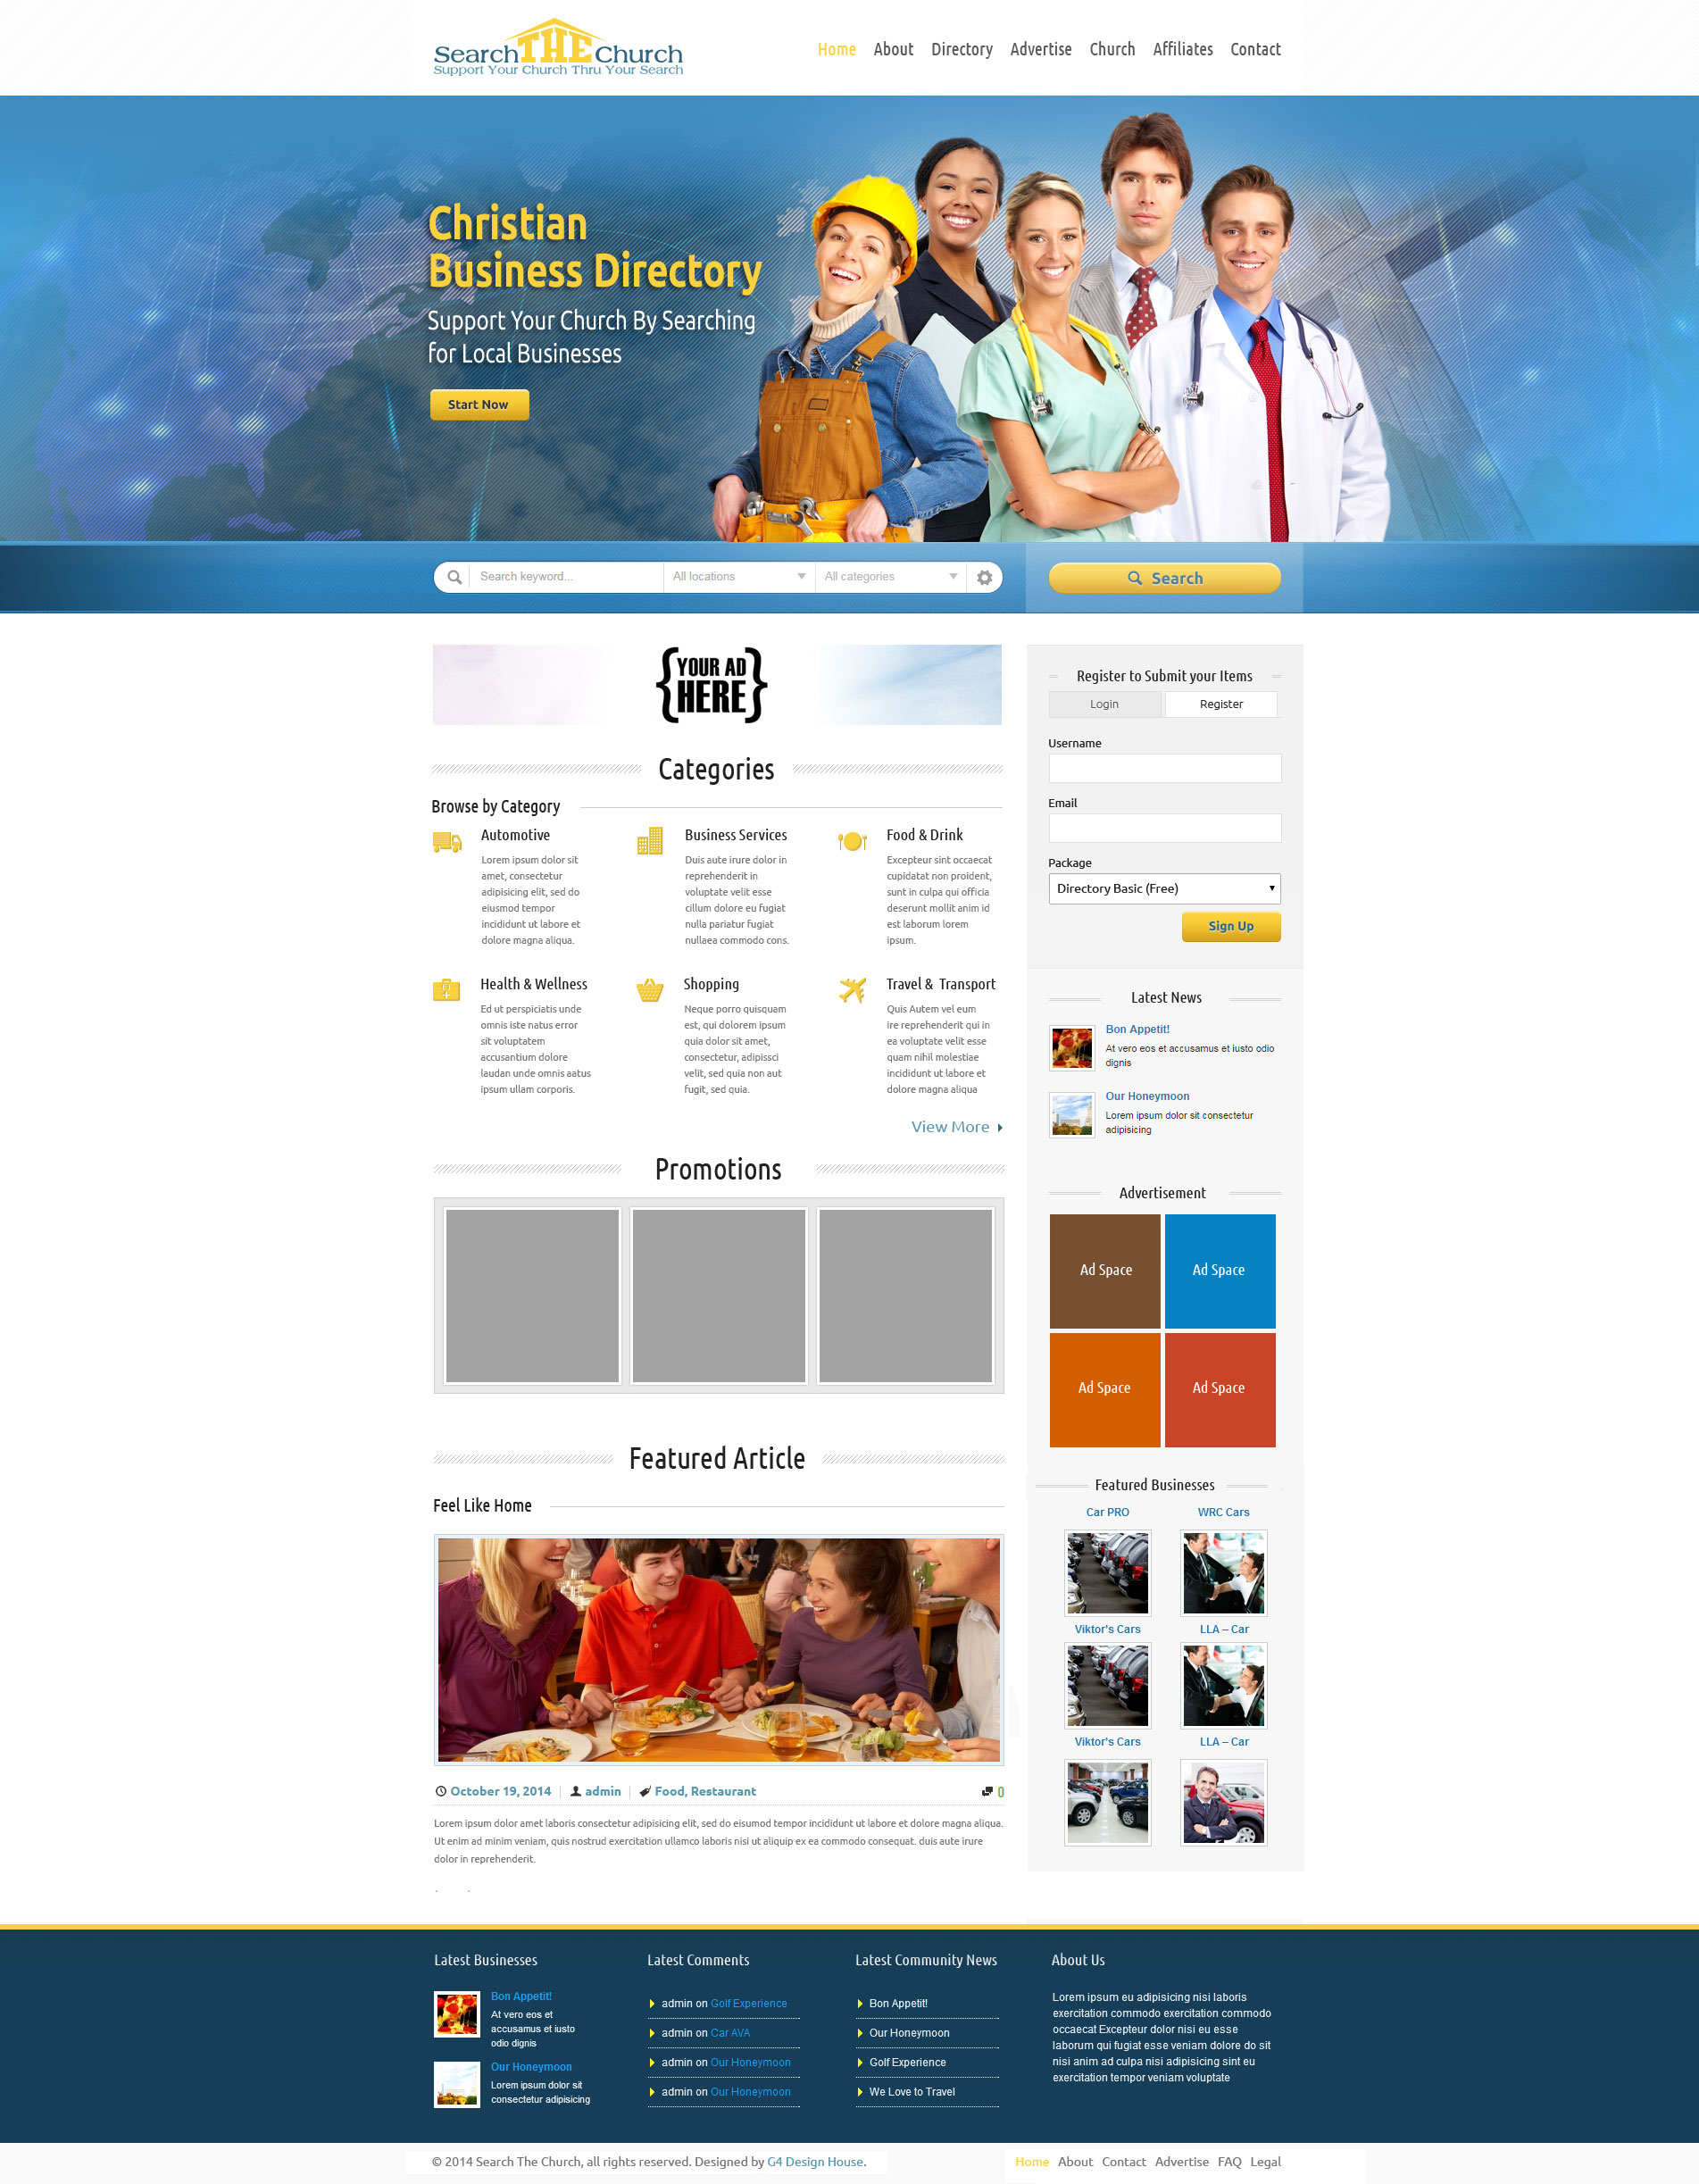 Search THE Church
Support Your Church Thru Your Search
Home About Directory Advertise Church Affiliates Contact
Christian
Business Directory
Support Your Church By Searching
for Local Businesses
Start Now
Search keyword... All locations All categories
Search
{YOUR AD
HERE}
Categories
Browse by Category
Automotive
Lorem ipsum dolor sit
amet, consectetur
adipisicing elit, sed do
eiusmod tempor
incididunt ut labore et
dolore magna aliqua.
Business Services
Duis aute irure dolor in
reprehenderit in
voluptate velit esse
cillum dolore eu fugiat
nulla pariatur fugiat
nullaea commodo cons.
Food & Drink
Excepteur sint occaecat
cupidatat non proident,
sunt in culpa qui officia
deserunt mollit anim id
est laborum lorem
ipsum.
Health & Wellness
Ed ut perspiciatis unde
omnis iste natus error
sit voluptatem
accusantium dolore
laudan unde omnis aatus
ipsum ullam corporis.
Shopping
Neque porro quisquam
est, qui dolorem ipsum
quia dolor sit amet,
consectetur, adipissci
velit, sed quia non aut
fugit, sed quia.
Travel & Transport
Quis Autem vel eum
ire reprehenderit qui in
ea voluptate velit esse
quam nihil molestiae
incididunt ut labore et
dolore magna aliqua
View More
Promotions
Featured Article
Feel Like Home
October 19, 2014 | admin | Food, Restaurant 0
Lorem ipsum dolor amet laboris consectetur adipisicing elit, sed do eisumod tempor incididunt ut labore et dolore magna aliqua.
Ut enim ad minim veniam, quis nostrud exercitation ullamco laboris nisi ut aliquip ex ea commodo consequat. duis aute irure
dolor in reprehenderit.
Register to Submit your Items
Login Register
Username
Email
Package
Directory Basic (Free)
Sign Up
Latest News
Bon Appetit!
At vero eos et accusamus et iusto odio
dignis
Our Honeymoon
Lorem ipsum dolor sit consectetur
adipisicing
Advertisement
Ad Space Ad Space
Ad Space Ad Space
Featured Businesses
Car PRO WRC Cars
Viktor's Cars LLA – Car
Viktor's Cars LLA – Car
Latest Businesses
Bon Appetit!
At vero eos et
accusamus et iusto
odio dignis
Our Honeymoon
Lorem ipsum dolor sit
consectetur adipisicing
Latest Comments
admin on Golf Experience
admin on Car AVA
admin on Our Honeymoon
admin on Our Honeymoon
Latest Community News
Bon Appetit!
Our Honeymoon
Golf Experience
We Love to Travel
About Us
Lorem ipsum eu adipisicing nisi laboris
exercitation commodo exercitation commodo
occaecat Excepteur dolor nisi eu esse
laborum qui fugiat esse veniam dolore do sit
nisi anim ad culpa nisi adipisicing sint eu
exercitation tempor veniam voluptate
© 2014 Search The Church, all rights reserved. Designed by G4 Design House.
Home About Contact Advertise FAQ Legal